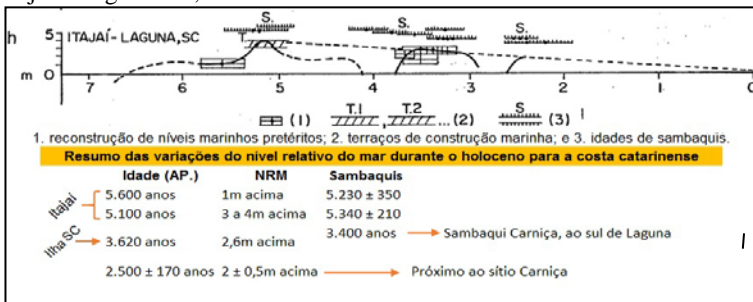 h 5 ITAJAÍ-LAGUNA, SC
S.
S.
S.
T.
m 0
7 6 5 4 3 2 1 0
(1) T.1 , T.2 ... (2) S (3)
1. reconstrução de níveis marinhos pretéritos; 2. terraços de construção marinha; e 3. idades de sambaquis.
Resumo das variações do nível relativo do mar durante o holoceno para a costa catarinense
Idade (AP.) NRM Sambaquis
Itajaí
5.600 anos 1m acima 5.230 ± 350
5.100 anos 3 a 4m acima 5.340 ± 210
3.400 anos Sambaqui Carniça, ao sul de Laguna
Ilha SC 3.620 anos 2,6m acima
2.500 ± 170 anos 2 ± 0,5m acima Próximo ao sítio Carniça